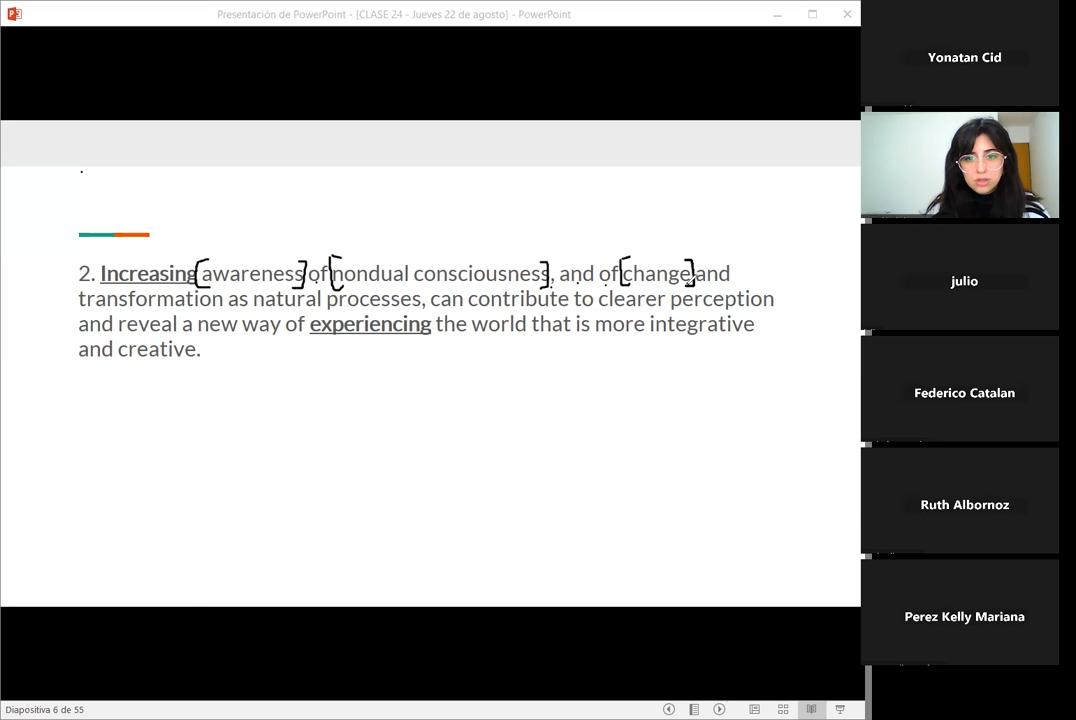 Presentación de PowerPoint - [CLASE 24 - Jueves 22 de agosto] - PowerPoint
Yonatan Cid
2. Increasing [awareness] of [nondual consciousness], and of [change] and
transformation as natural processes, can contribute to clearer perception
and reveal a new way of experiencing the world that is more integrative
and creative.
julio
Federico Catalan
Ruth Albornoz
Perez Kelly Mariana
Diapositiva 6 de 55